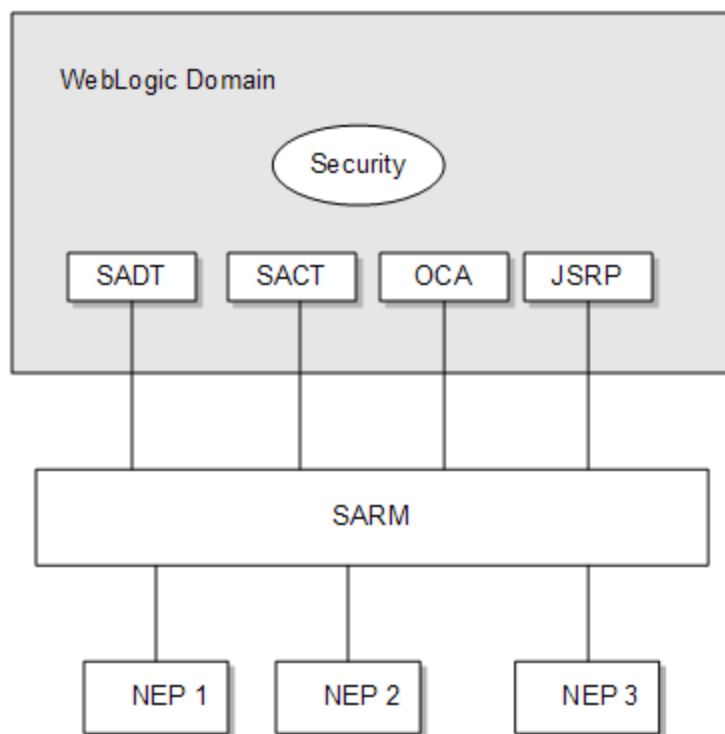 WebLogic Domain
Security
SADT
SACT
OCA
JSRP
SARM
NEP 1
NEP 2
NEP 3